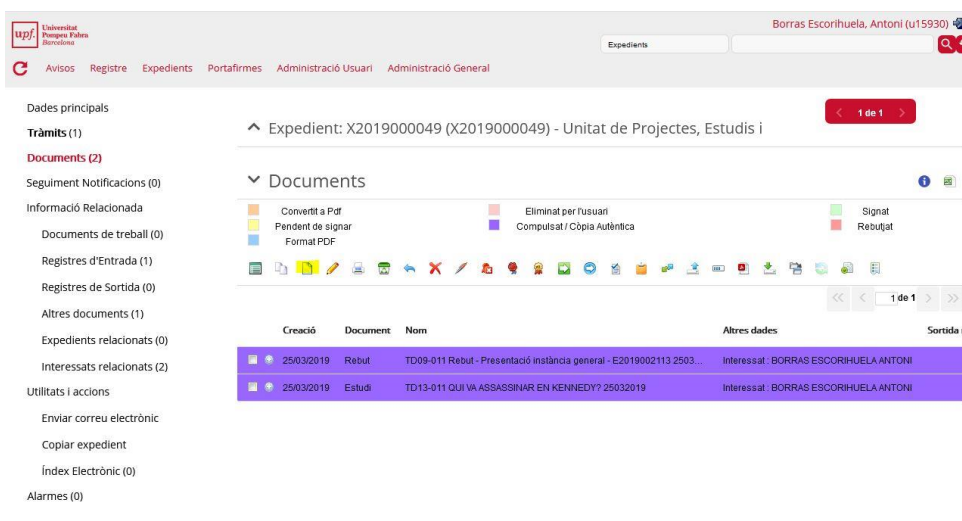 upf. Universitat
Pompeu Fabra
Barcelona
Borras Escorihuela, Antoni (u15930)
Expedients
Avisos Registre Expedients Portafirmes Administració Usuari Administració General
Dades principals
Tràmits (1)
Documents (2)
Seguiment Notificacions (0)
Informació Relacionada
Documents de treball (0)
Registres d'Entrada (1)
Registres de Sortida (0)
Altres documents (1)
Expedients relacionats (0)
Interessats relacionats (2)
Utilitats i accions
Enviar correu electrònic
Copiar expedient
Índex Electrònic (0)
Alarmes (0)
1 de 1
Expedient: X2019000049 (X2019000049) - Unitat de Projectes, Estudis i
Documents
Convertit a Pdf Eliminat per l'usuari Signat
Pendent de signar Compulsat / Còpia Autèntica Rebutjat
Format PDF
1 de 1
Creació Document Nom Altres dades Sortida
25/03/2019 Rebut TD09-011 Rebut - Presentació instància general - E2019002113 2503... Interessat : BORRAS ESCORIHUELA ANTONI
25/03/2019 Estudi TD13-011 QUI VA ASSASSINAR EN KENNEDY? 25032019 Interessat : BORRAS ESCORIHUELA ANTONI